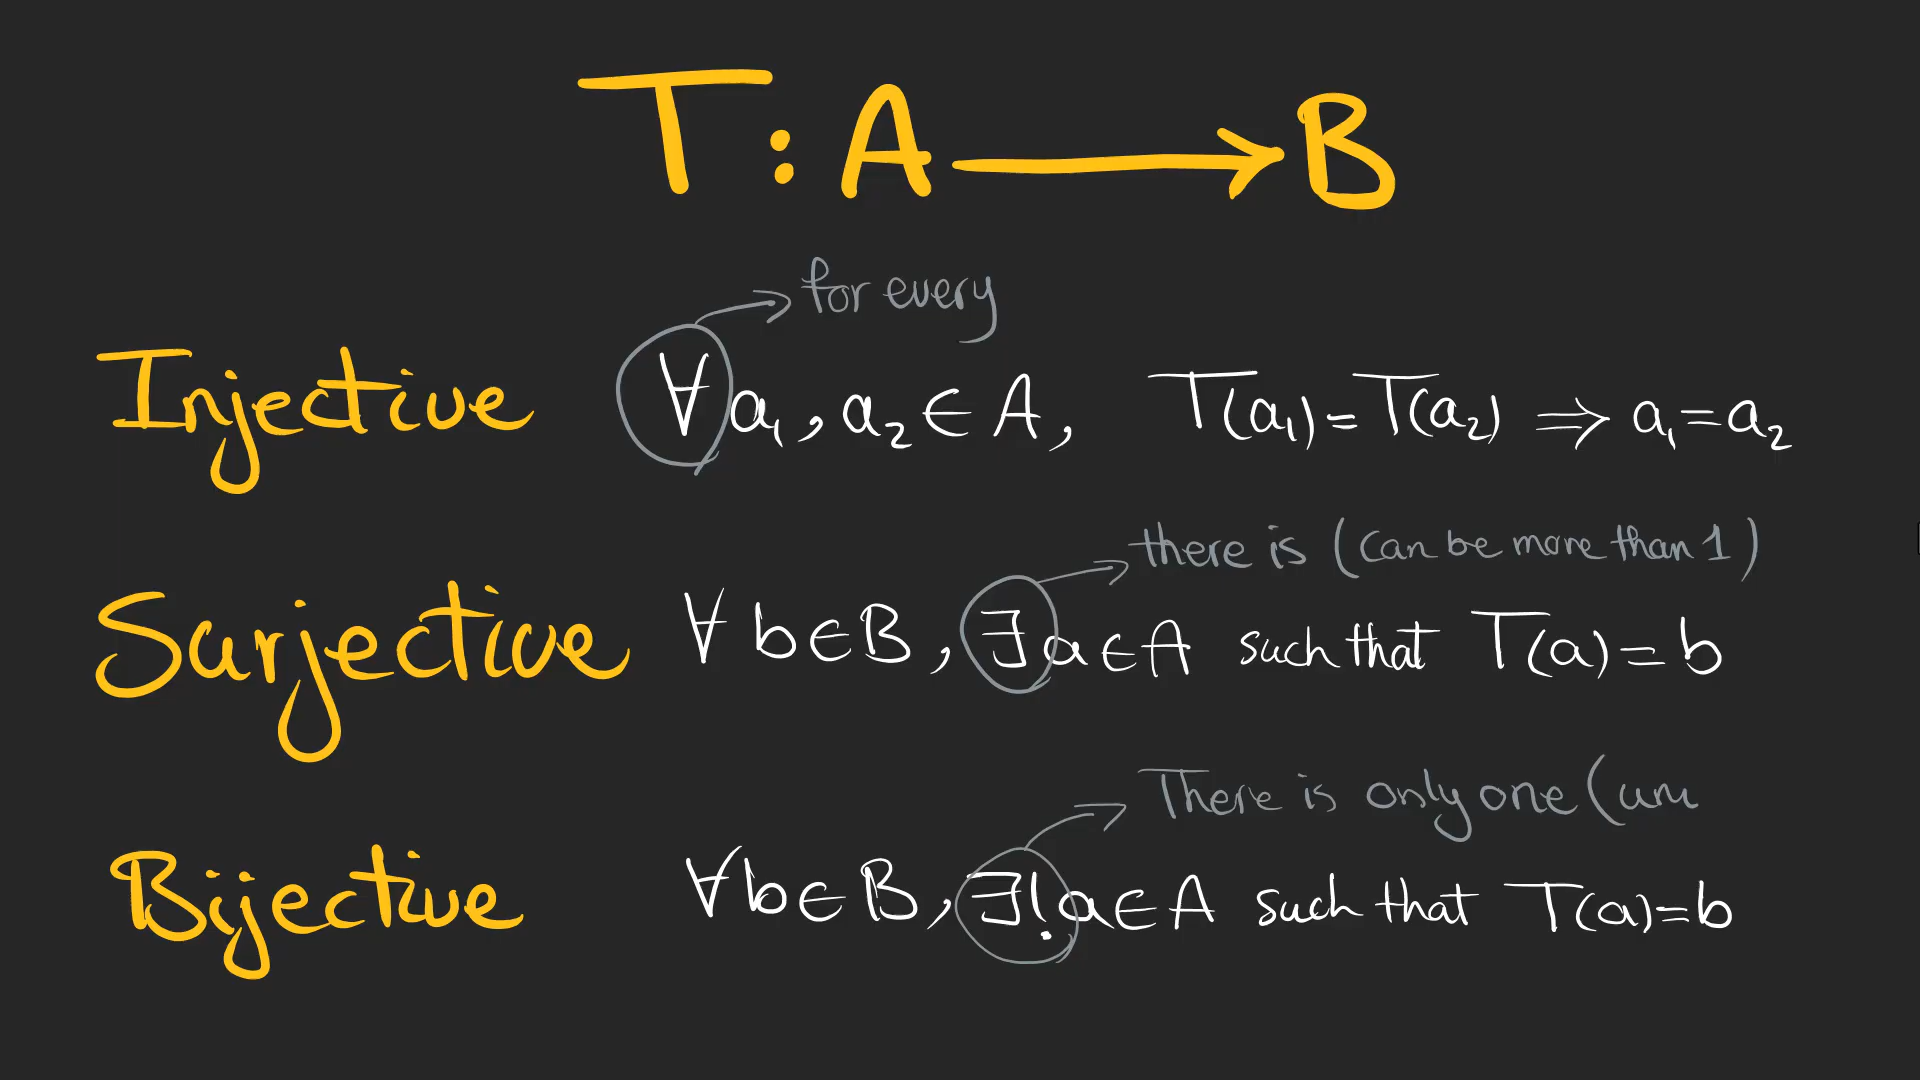 T : A → B
for every
Injective ∀ a₁, a₂ ∈ A, T(a₁) = T(a₂) ⇒ a₁ = a₂
there is (can be more than 1)
Surjective ∀ b ∈ B, ∃ a ∈ A such that T(a) = b
There is only one (uni
Bijective ∀ b ∈ B, ∃! a ∈ A such that T(a) = b